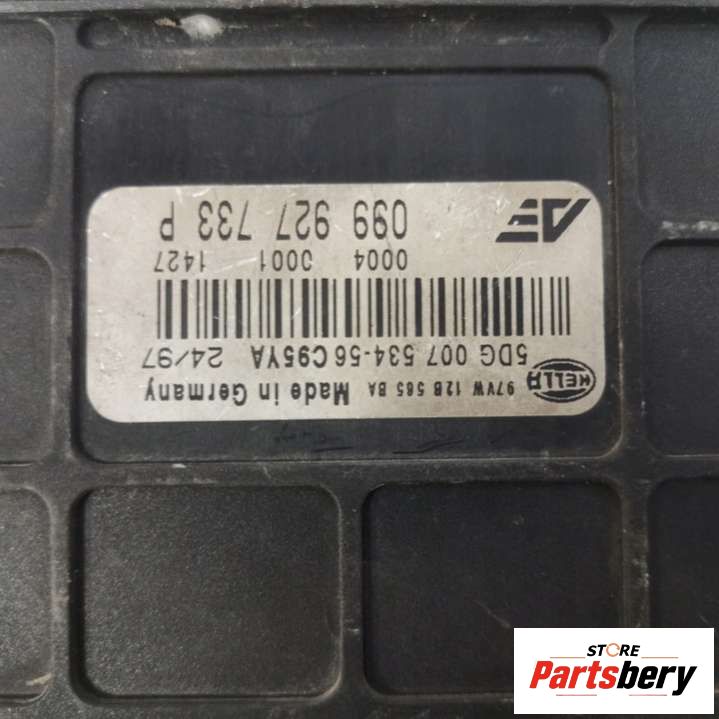 HELLA
97VW 12B 565 BA Made in Germany
5DG 007 534-56 C95YA 24/97
0004 0001 1427
099 927 733 P
STORE
Partsbery